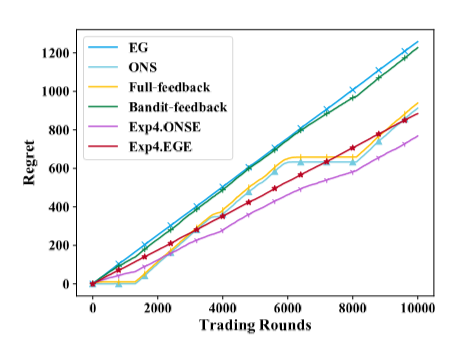 EG
ONS
Full-feedback
Bandit-feedback
Exp4.ONSE
Exp4.EGE
1200
1000
800
600
400
200
0
Regret
0 2000 4000 6000 8000 10000
Trading Rounds